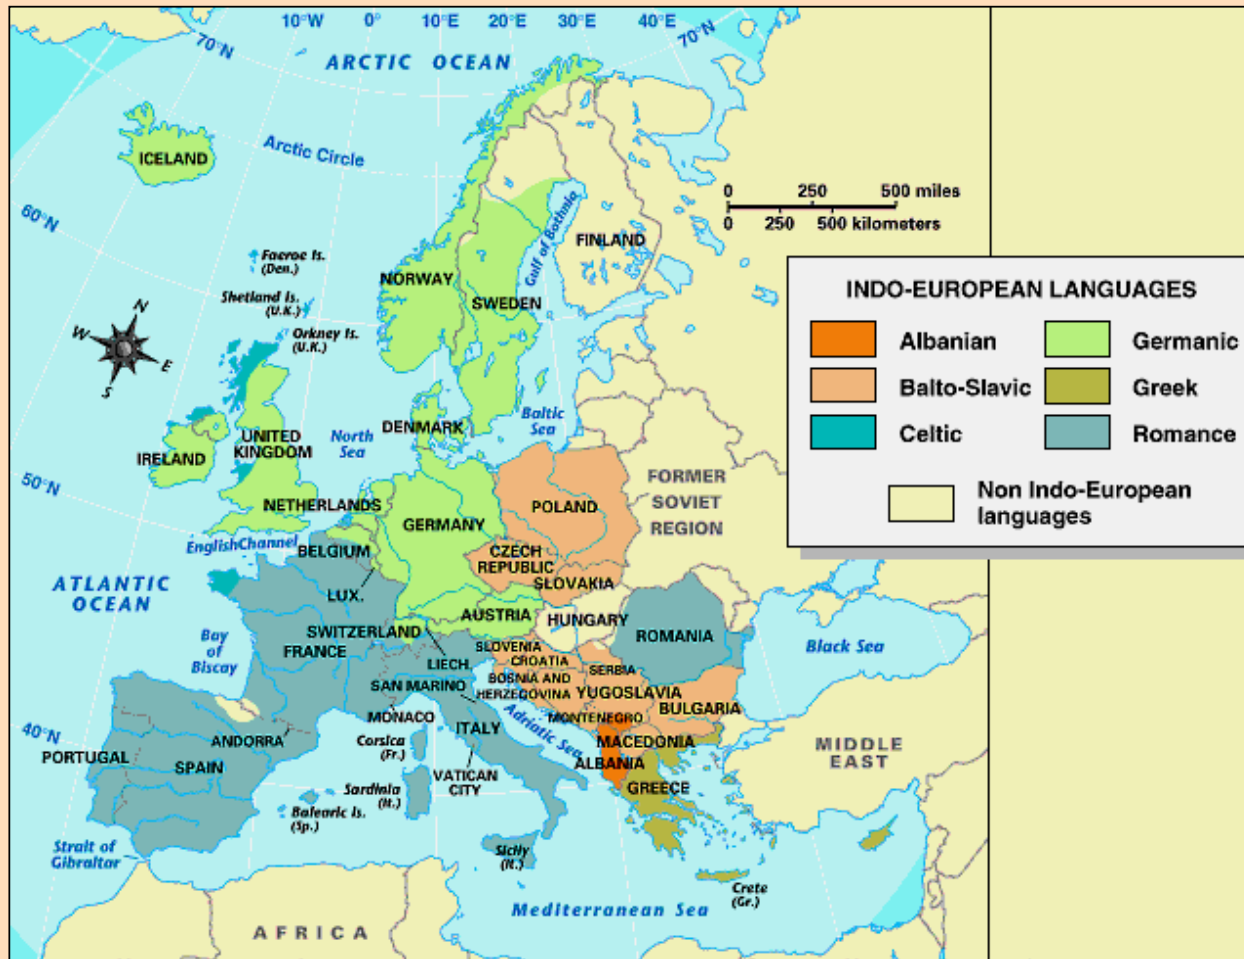 10°W
0°
10°E
20°E
30°E
40°E
70°N
70°N
ARCTIC OCEAN
ICELAND
Arctic Circle
60°N
0 250 500 miles
0 250 500 kilometers
Gulf of Bothnia
FINLAND
Faeroe Is.
(Den.)
NORWAY
SWEDEN
Shetland Is.
(U.K.)
Orkney Is.
(U.K.)
N
W
E
S
INDO-EUROPEAN LANGUAGES
Albanian
Germanic
Balto-Slavic
Greek
Celtic
Romance
Non Indo-European
languages
DENMARK
Baltic
Sea
North
Sea
UNITED
KINGDOM
IRELAND
50°N
NETHERLANDS
GERMANY
POLAND
FORMER
SOVIET
REGION
EnglishChannel
BELGIUM
CZECH
REPUBLIC
SLOVAKIA
ATLANTIC
OCEAN
LUX.
AUSTRIA
HUNGARY
ROMANIA
SWITZERLAND
FRANCE
Bay
of
Biscay
LIECH.
SLOVENIA
CROATIA
SERBIA
BOSNIA AND
HERZEGOVINA
YUGOSLAVIA
Black Sea
SAN MARINO
MONACO
ITALY
Adriatic Sea
MONTENEGRO
BULGARIA
MACEDONIA
ALBANIA
GREECE
MIDDLE
EAST
40°N
PORTUGAL
ANDORRA
SPAIN
Corsica
(Fr.)
VATICAN
CITY
Sardinia
(It.)
Balearic Is.
(Sp.)
Strait of
Gibraltar
Sicily
(It.)
Crete
(Gr.)
Mediterranean Sea
AFRICA